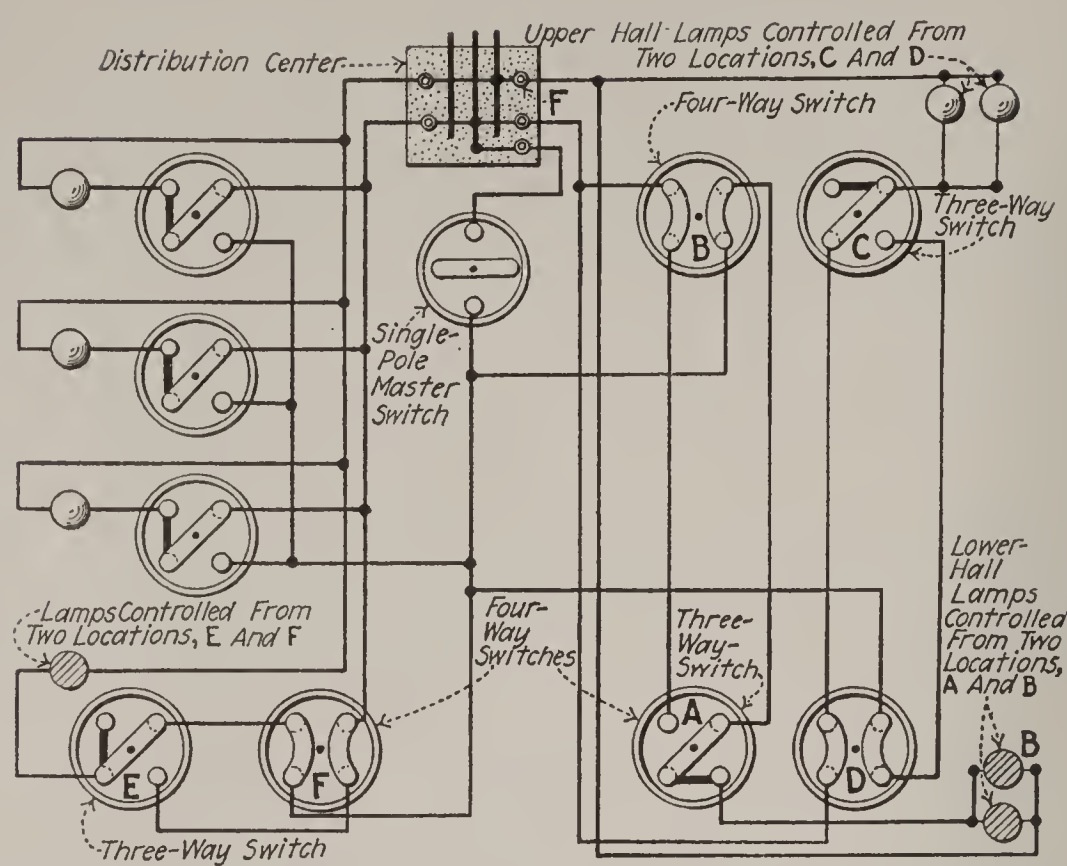 Upper Hall Lamps Controlled From
Two Locations, C And D
Distribution Center
F
Four-Way Switch
B
C
Three-Way
Switch
Single-
Pole
Master
Switch
Lamps Controlled From
Two Locations, E And F
Four-
Way
Switches
Three-
Way-
Switch
Lower-
Hall
Lamps
Controlled
From Two
Locations,
A And B
A
B
E
F
D
Three-Way Switch